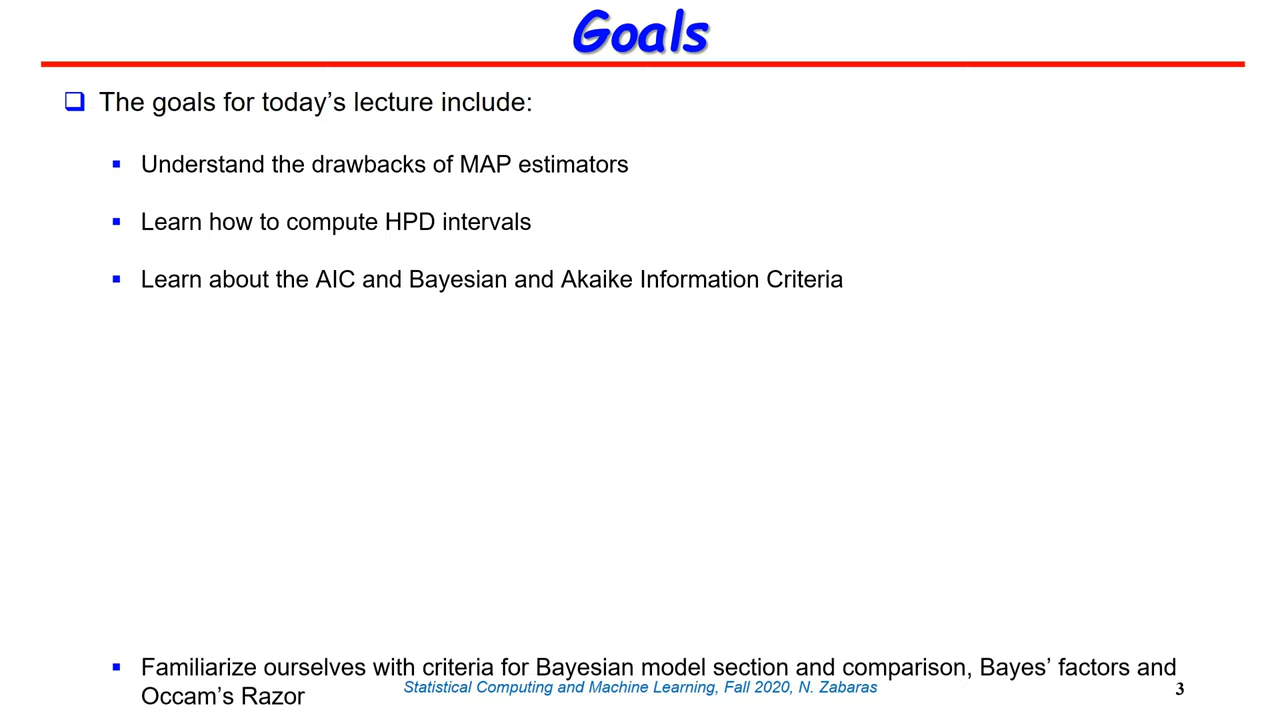 Goals
The goals for today's lecture include:
Understand the drawbacks of MAP estimators
Learn how to compute HPD intervals
Learn about the AIC and Bayesian and Akaike Information Criteria
Familiarize ourselves with criteria for Bayesian model section and comparison, Bayes' factors and
Occam's Razor
Statistical Computing and Machine Learning, Fall 2020, N. Zabaras
3